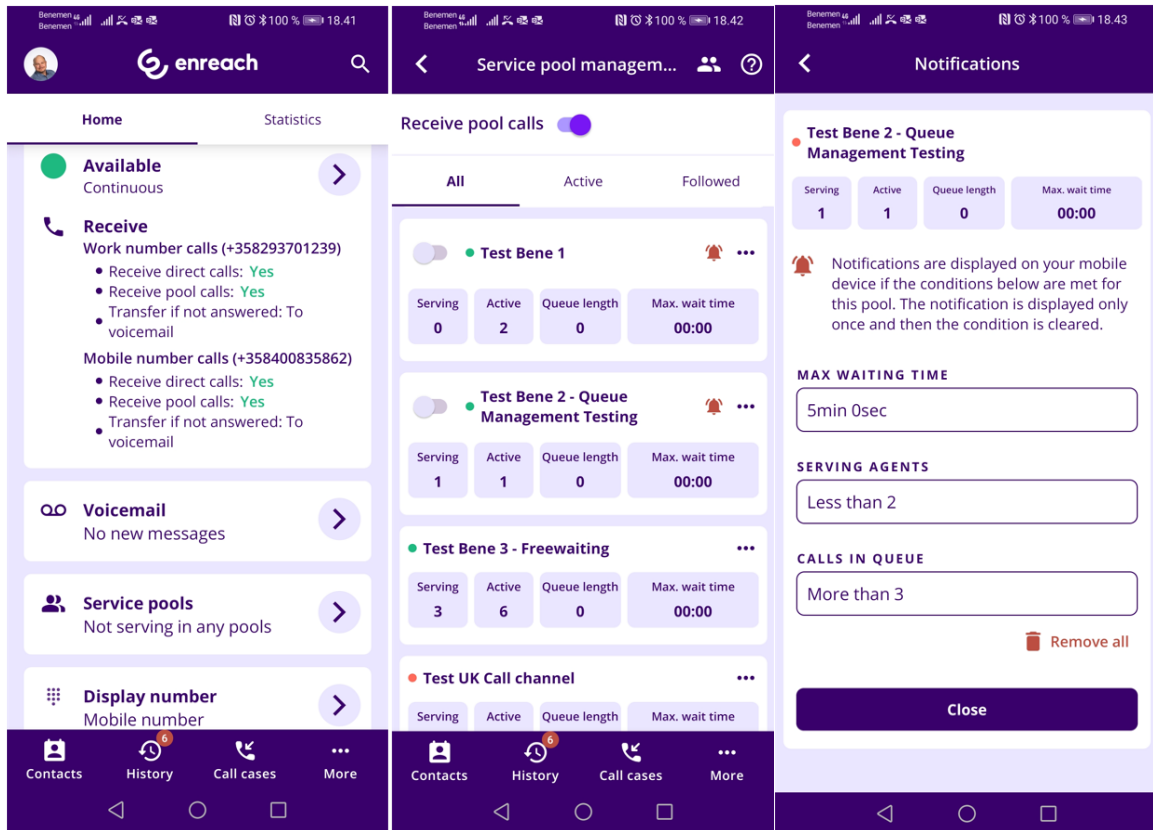 Benemen 46
Benemen
100 % 18.41
enreach
Home Statistics
Available
Continuous
Receive
Work number calls (+358293701239)
• Receive direct calls: Yes
• Receive pool calls: Yes
• Transfer if not answered: To
voicemail
Mobile number calls (+358400835862)
• Receive direct calls: Yes
• Receive pool calls: Yes
• Transfer if not answered: To
voicemail
Voicemail
No new messages
Service pools
Not serving in any pools
Display number
Mobile number
6
Contacts History Call cases More
Benemen 46
Benemen
100 % 18.42
Service pool managem...
Receive pool calls
All Active Followed
Test Bene 1
Serving Active Queue length Max. wait time
0 2 0 00:00
Test Bene 2 - Queue
Management Testing
Serving Active Queue length Max. wait time
1 1 0 00:00
Test Bene 3 - Freewaiting
Serving Active Queue length Max. wait time
3 6 0 00:00
Test UK Call channel
Serving Active Queue length Max. wait time
6
Contacts History Call cases More
Benemen 46
Benemen
100 % 18.43
Notifications
Test Bene 2 - Queue
Management Testing
Serving Active Queue length Max. wait time
1 1 0 00:00
Notifications are displayed on your mobile
device if the conditions below are met for
this pool. The notification is displayed only
once and then the condition is cleared.
MAX WAITING TIME
5min 0sec
SERVING AGENTS
Less than 2
CALLS IN QUEUE
More than 3
Remove all
Close